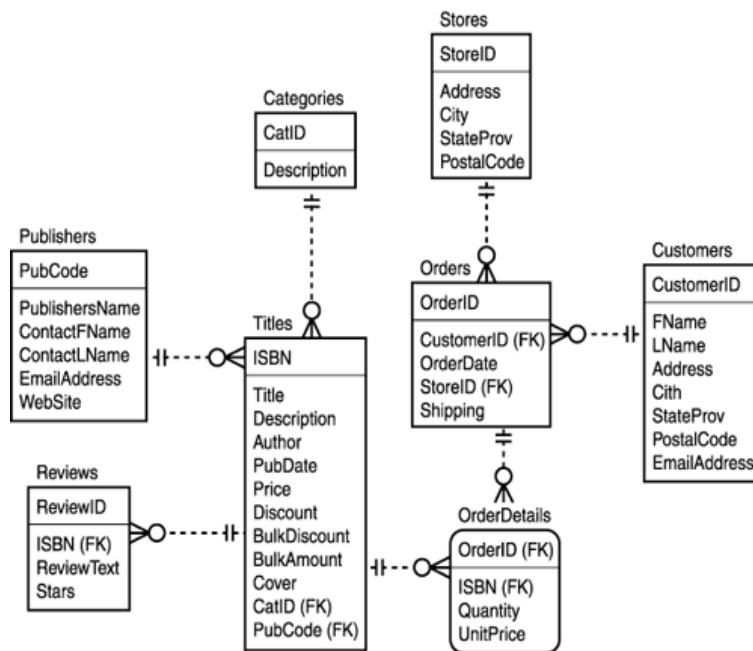 Stores
StoreID
Address
City
StateProv
PostalCode
Categories
CatID
Description
Publishers
PubCode
PublishersName
ContactFName
ContactLName
EmailAddress
WebSite
Orders
OrderID
CustomerID (FK)
OrderDate
StoreID (FK)
Shipping
Customers
CustomerID
FName
LName
Address
Cith
StateProv
PostalCode
EmailAddress
Titles
ISBN
Title
Description
Author
PubDate
Price
Discount
BulkDiscount
BulkAmount
Cover
CatID (FK)
PubCode (FK)
Reviews
ReviewID
ISBN (FK)
ReviewText
Stars
OrderDetails
OrderID (FK)
ISBN (FK)
Quantity
UnitPrice